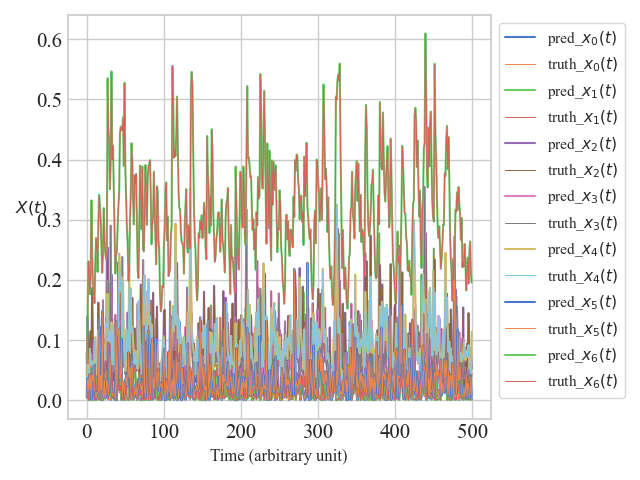 0.6
0.5
0.4
0.3
0.2
0.1
0.0
X(t)
0
100
200
300
400
500
Time (arbitrary unit)
pred_x₀(t)
truth_x₀(t)
pred_x₁(t)
truth_x₁(t)
pred_x₂(t)
truth_x₂(t)
pred_x₃(t)
truth_x₃(t)
pred_x₄(t)
truth_x₄(t)
pred_x₅(t)
truth_x₅(t)
pred_x₆(t)
truth_x₆(t)